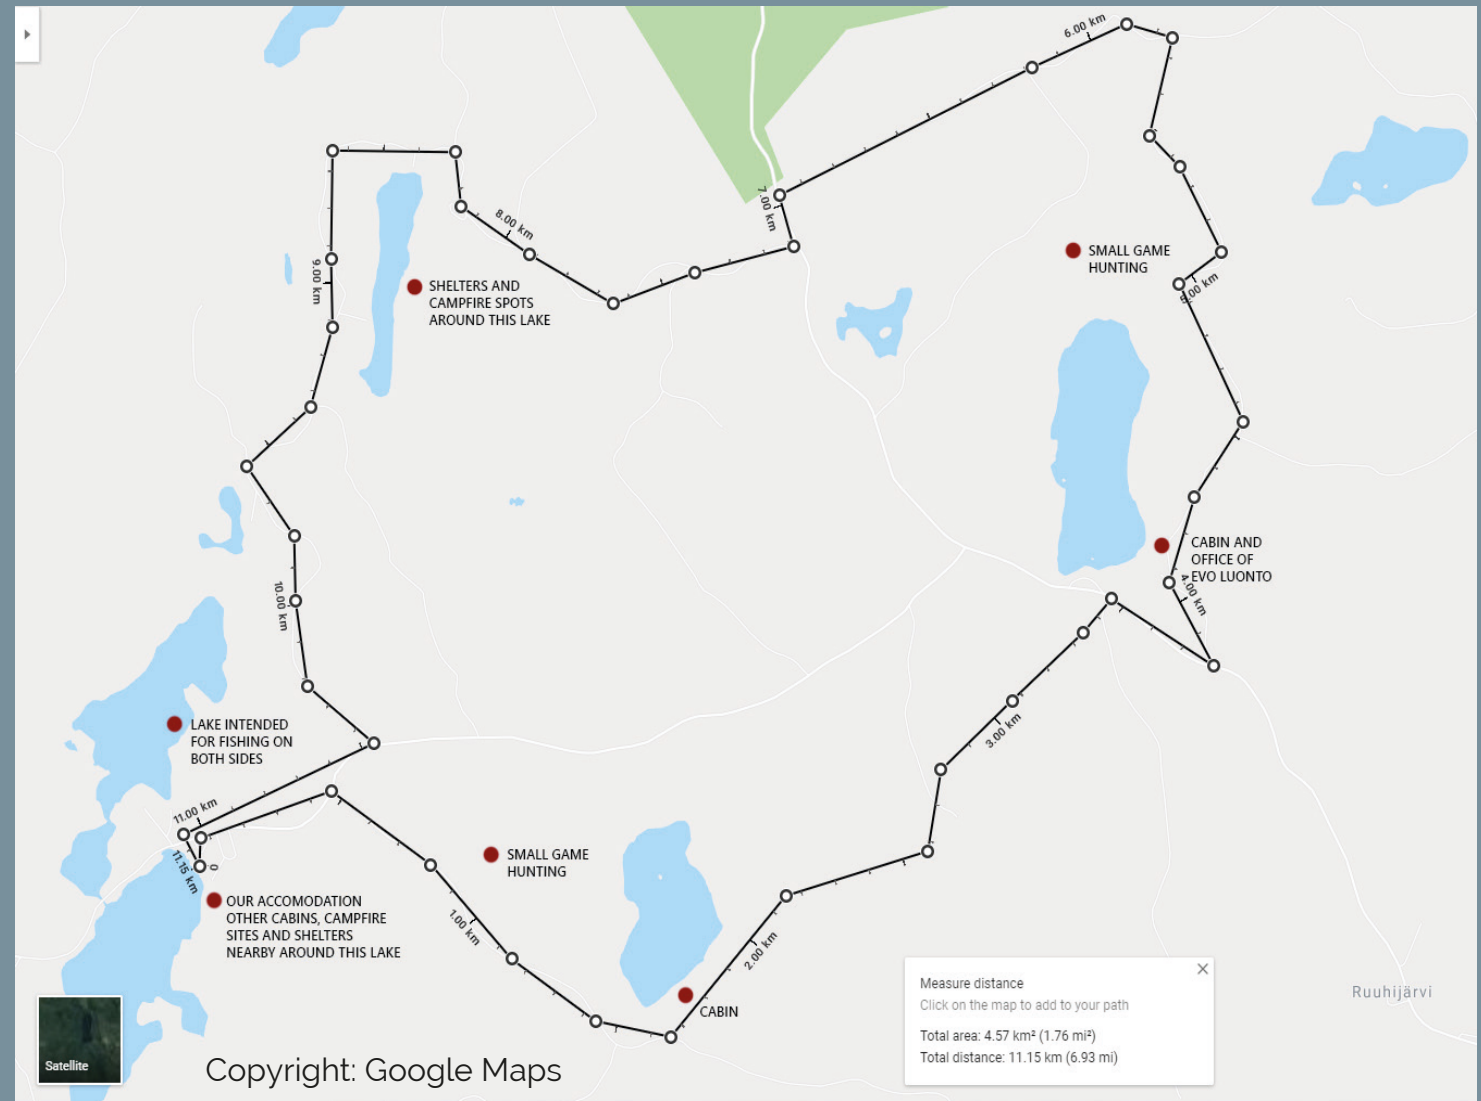 6.00 km
7.00 km
8.00 km
SMALL GAME
HUNTING
9.00 km
SHELTERS AND
CAMPFIRE SPOTS
AROUND THIS LAKE
5.00 km
CABIN AND
OFFICE OF
EVO LUONTO
4.00 km
10.00 km
LAKE INTENDED
FOR FISHING ON
BOTH SIDES
3.00 km
11.00 km
11.15 km
0
SMALL GAME
HUNTING
OUR ACCOMODATION
OTHER CABINS, CAMPFIRE
SITES AND SHELTERS
NEARBY AROUND THIS LAKE
1.00 km
2.00 km
CABIN
Ruuhijärvi
Measure distance
Click on the map to add to your path
Total area: 4.57 km² (1.76 mi²)
Total distance: 11.15 km (6.93 mi)
Satellite
Copyright: Google Maps